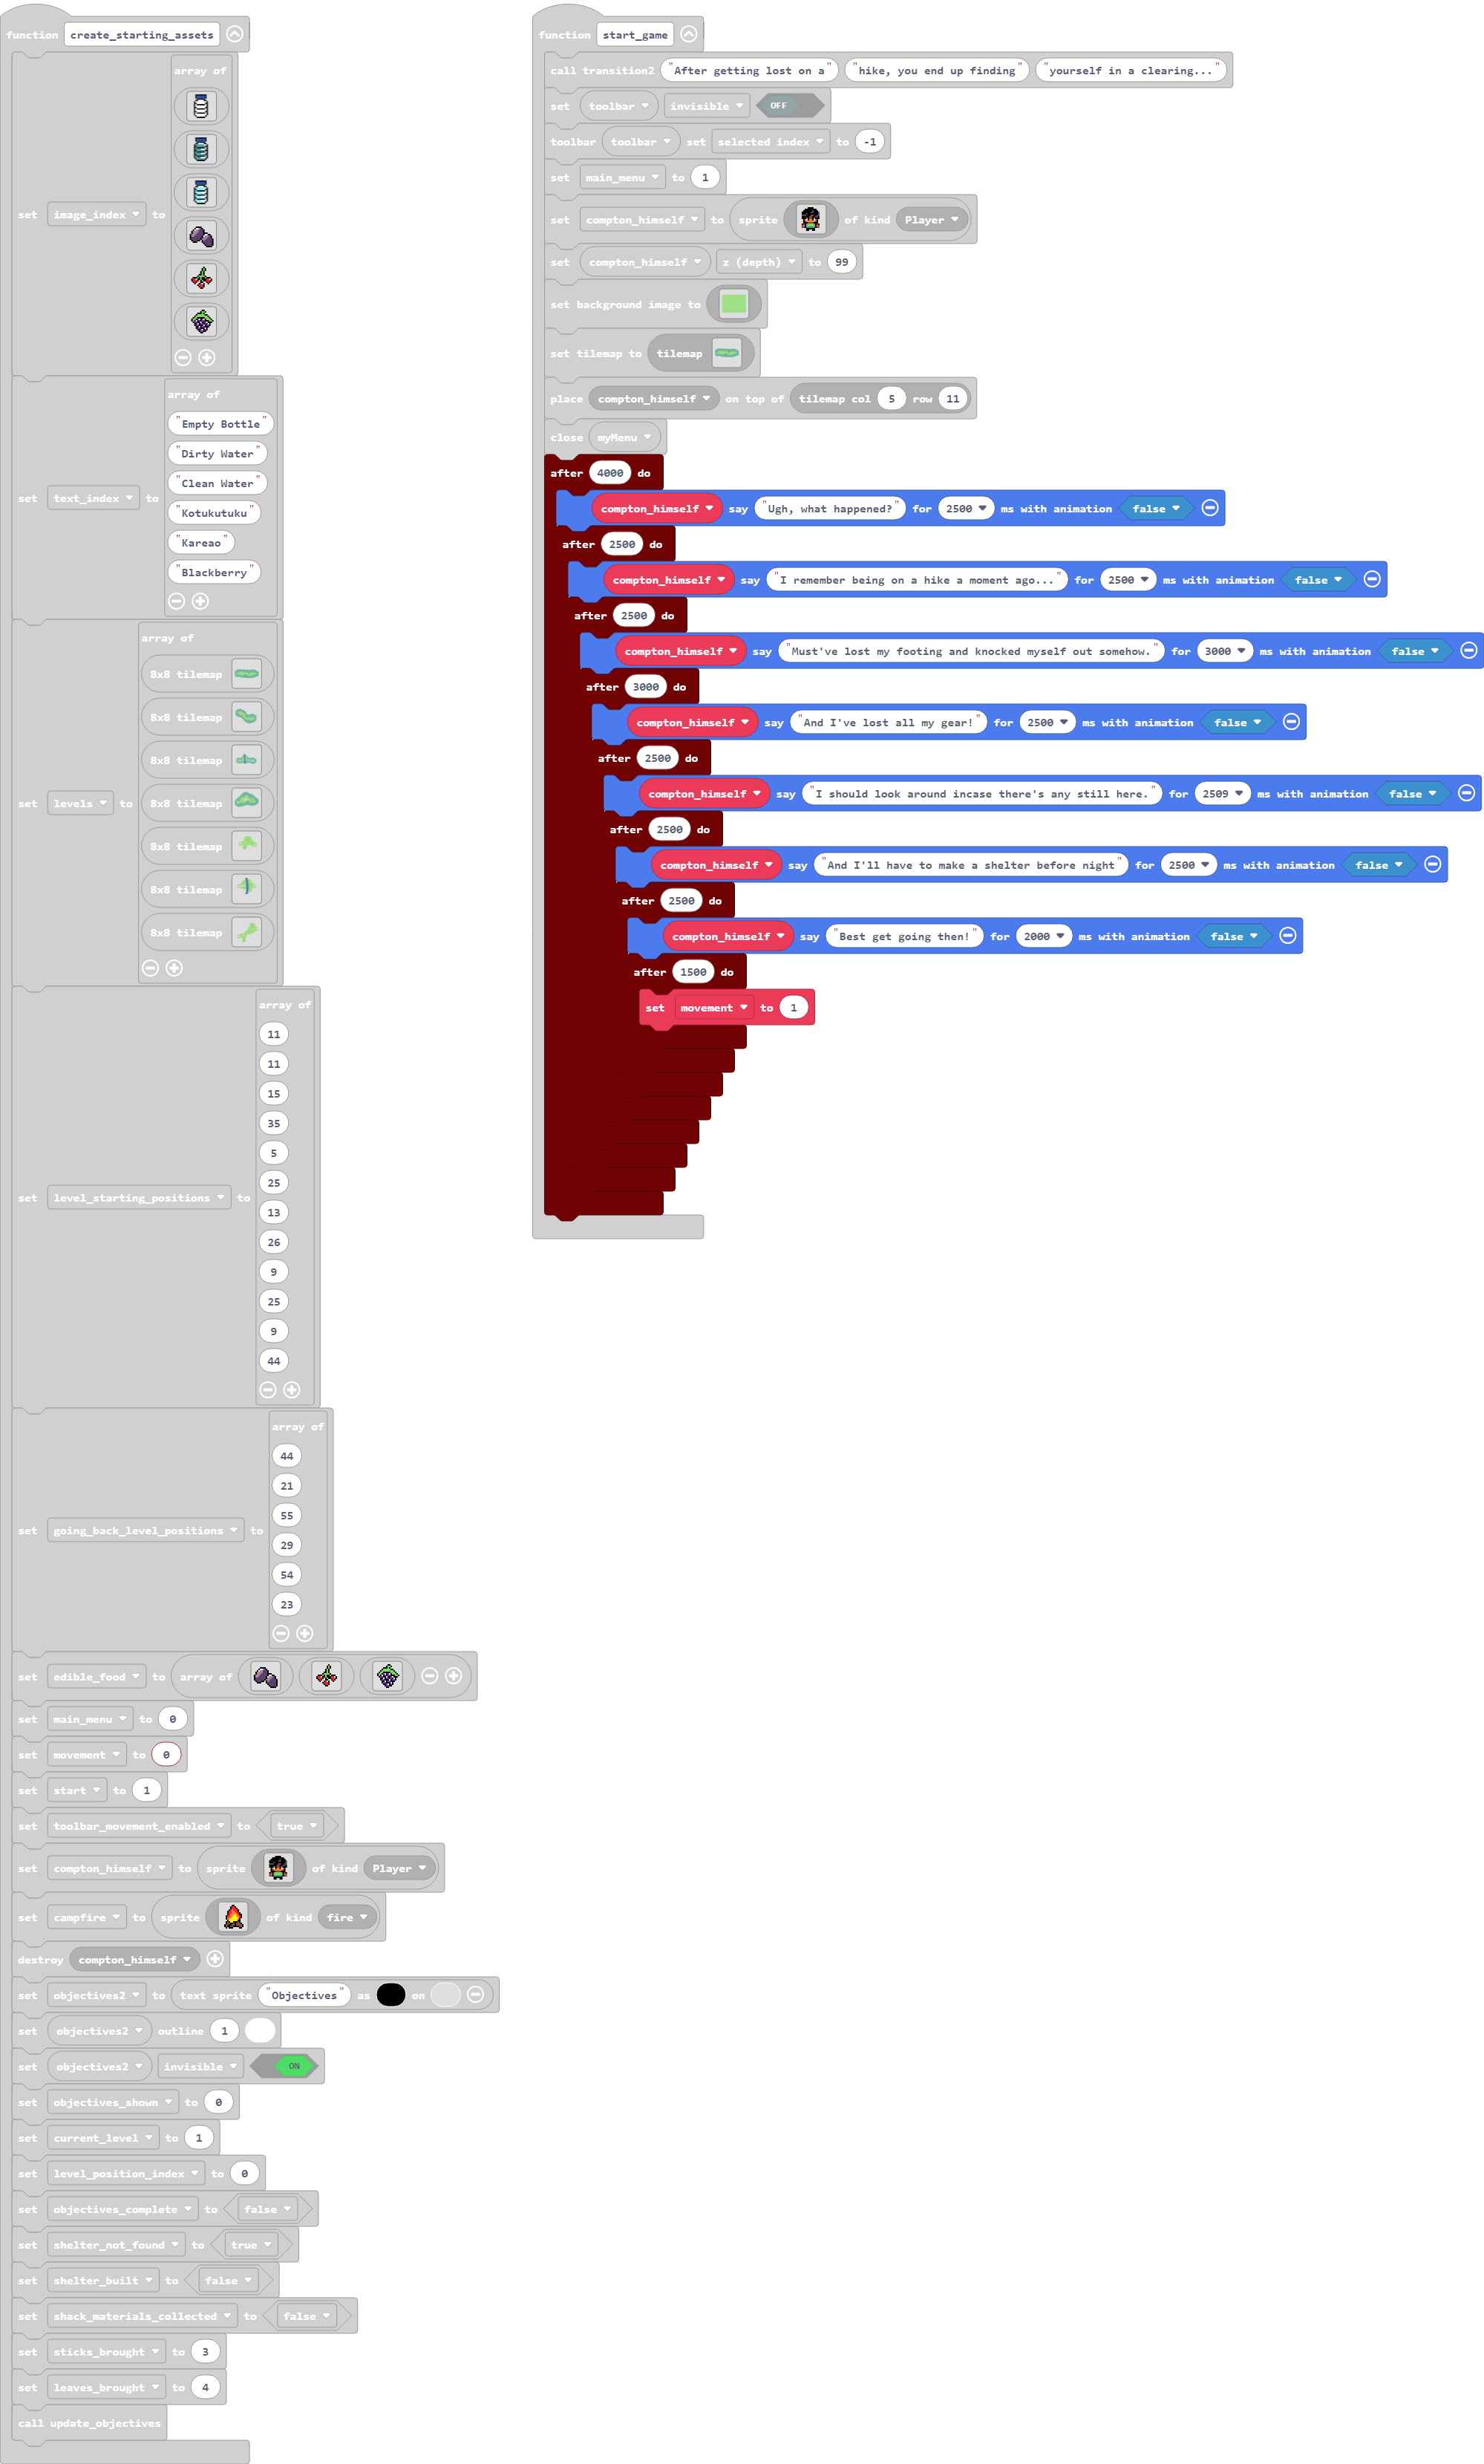 function create_starting_assets
set image_index to array of
set text_index to array of
"Empty Bottle"
"Dirty Water"
"Clean Water"
"Kotukutuku"
"Kareao"
"Blackberry"
set levels to array of
8x8 tilemap
8x8 tilemap
8x8 tilemap
8x8 tilemap
8x8 tilemap
8x8 tilemap
8x8 tilemap
set level_starting_positions to array of
11
11
15
35
5
25
13
26
9
25
9
44
set going_back_level_positions to array of
44
21
55
29
54
23
set edible_food to array of
set main_menu to 0
set movement to 0
set start to 1
set toolbar_movement_enabled to true
set compton_himself to sprite of kind Player
set campfire to sprite of kind fire
destroy compton_himself
set objectives2 to text sprite "Objectives" as on
set objectives2 outline 1
set objectives2 invisible ON
set objectives_shown to 0
set current_level to 1
set level_position_index to 0
set objectives_complete to false
set shelter_not_found to true
set shelter_built to false
set shack_materials_collected to false
set sticks_brought to 3
set leaves_brought to 4
call update_objectives
function start_game
call transition2 "After getting lost on a" "hike, you end up finding" "yourself in a clearing..."
set toolbar invisible OFF
toolbar toolbar set selected index to -1
set main_menu to 1
set compton_himself to sprite of kind Player
set compton_himself z (depth) to 99
set background image to
set tilemap to tilemap
place compton_himself on top of tilemap col 5 row 11
close myMenu
after 4000 do
compton_himself say "Ugh, what happened?" for 2500 ms with animation false
after 2500 do
compton_himself say "I remember being on a hike a moment ago..." for 2500 ms with animation false
after 2500 do
compton_himself say "Must've lost my footing and knocked myself out somehow." for 3000 ms with animation false
after 3000 do
compton_himself say "And I've lost all my gear!" for 2500 ms with animation false
after 2500 do
compton_himself say "I should look around incase there's any still here." for 2509 ms with animation false
after 2500 do
compton_himself say "And I'll have to make a shelter before night" for 2500 ms with animation false
after 2500 do
compton_himself say "Best get going then!" for 2000 ms with animation false
after 1500 do
set movement to 1